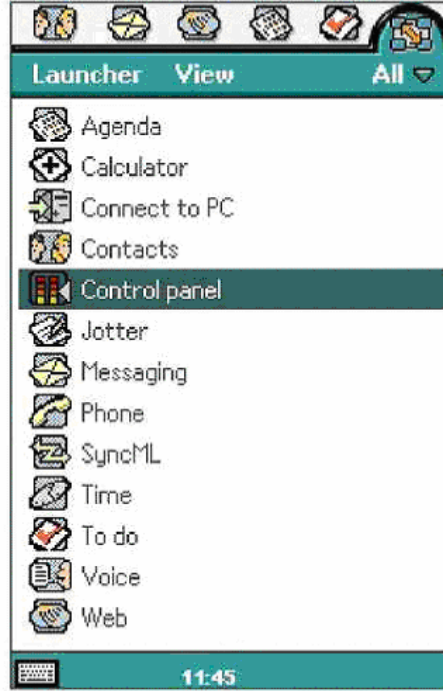 Launcher View All
Agenda
Calculator
Connect to PC
Contacts
Control panel
Jotter
Messaging
Phone
SyncML
Time
To do
Voice
Web
11:45